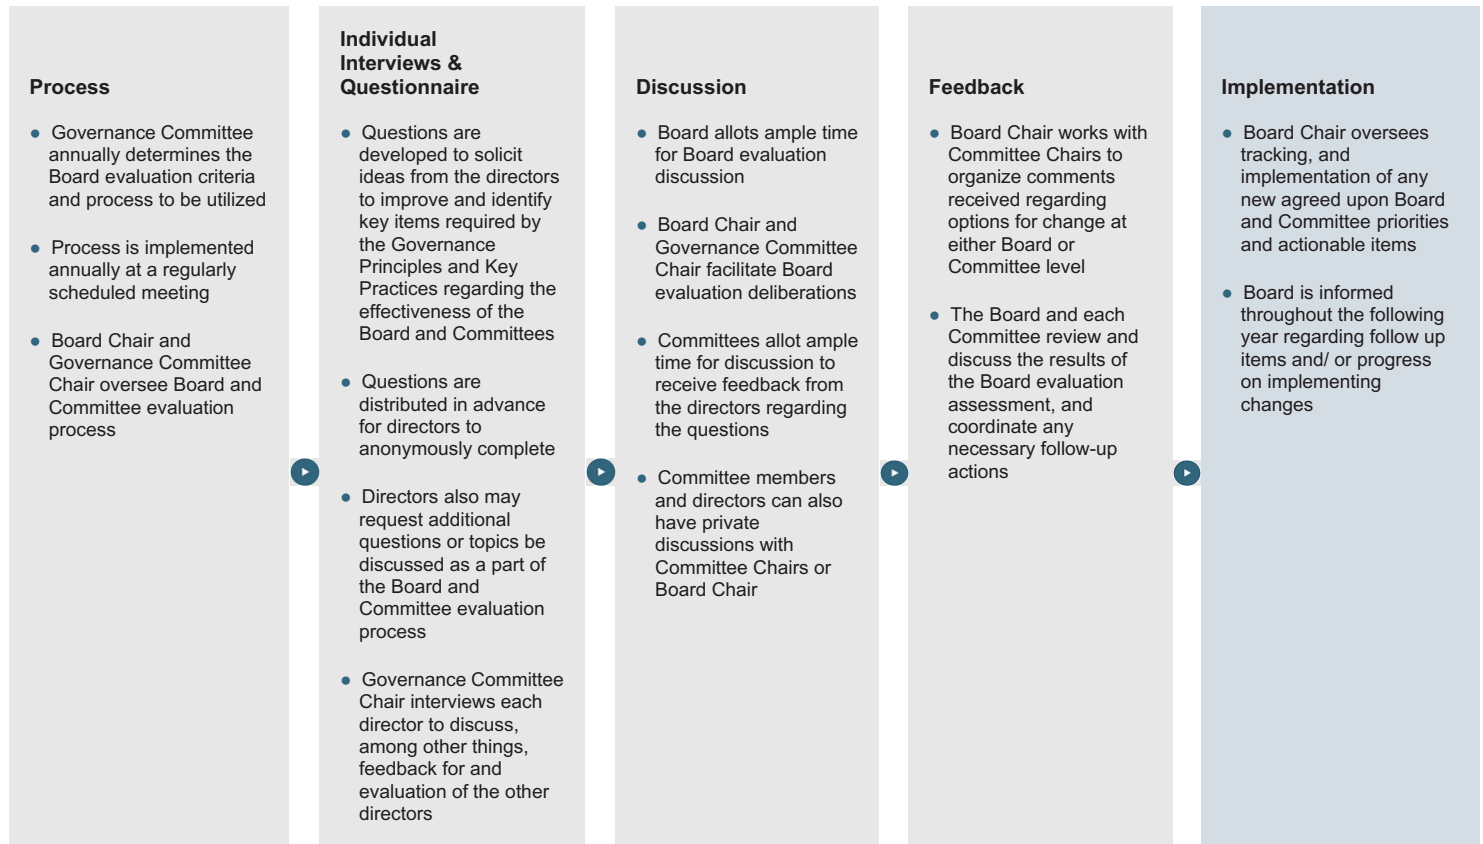 Process
● Governance Committee
annually determines the
Board evaluation criteria
and process to be utilized
● Process is implemented
annually at a regularly
scheduled meeting
● Board Chair and
Governance Committee
Chair oversee Board and
Committee evaluation
process
Individual
Interviews &
Questionnaire
● Questions are
developed to solicit
ideas from the directors
to improve and identify
key items required by
the Governance
Principles and Key
Practices regarding the
effectiveness of the
Board and Committees
● Questions are
distributed in advance
for directors to
anonymously complete
● Directors also may
request additional
questions or topics be
discussed as a part of
the Board and
Committee evaluation
process
● Governance Committee
Chair interviews each
director to discuss,
among other things,
feedback for and
evaluation of the other
directors
Discussion
● Board allots ample time
for Board evaluation
discussion
● Board Chair and
Governance Committee
Chair facilitate Board
evaluation deliberations
● Committees allot ample
time for discussion to
receive feedback from
the directors regarding
the questions
● Committee members
and directors can also
have private
discussions with
Committee Chairs or
Board Chair
Feedback
● Board Chair works with
Committee Chairs to
organize comments
received regarding
options for change at
either Board or
Committee level
● The Board and each
Committee review and
discuss the results of
the Board evaluation
assessment, and
coordinate any
necessary follow-up
actions
Implementation
● Board Chair oversees
tracking, and
implementation of any
new agreed upon Board
and Committee priorities
and actionable items
● Board is informed
throughout the following
year regarding follow up
items and/ or progress
on implementing
changes